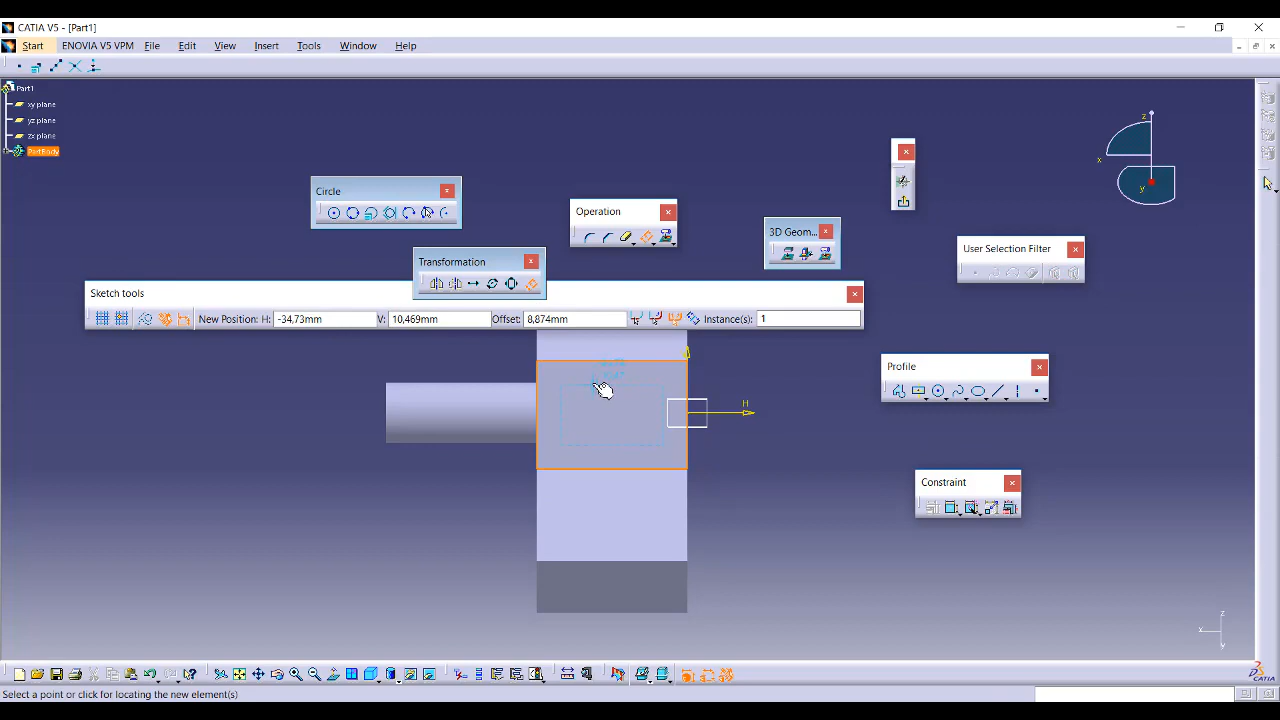 CATIA V5 - [Part1]
Start ENOVIA V5 VPM File Edit View Insert Tools Window Help
Part1
xy plane
yz plane
zx plane
PartBody
z
x
y
Circle
Operation
3D Geom...
User Selection Filter
Transformation
Sketch tools
New Position: H: -34,73mm V: 10,469mm Offset: 8,874mm Instance(s): 1
Profile
H
Constraint
z
x
y
CATIA
Select a point or click for locating the new element(s)